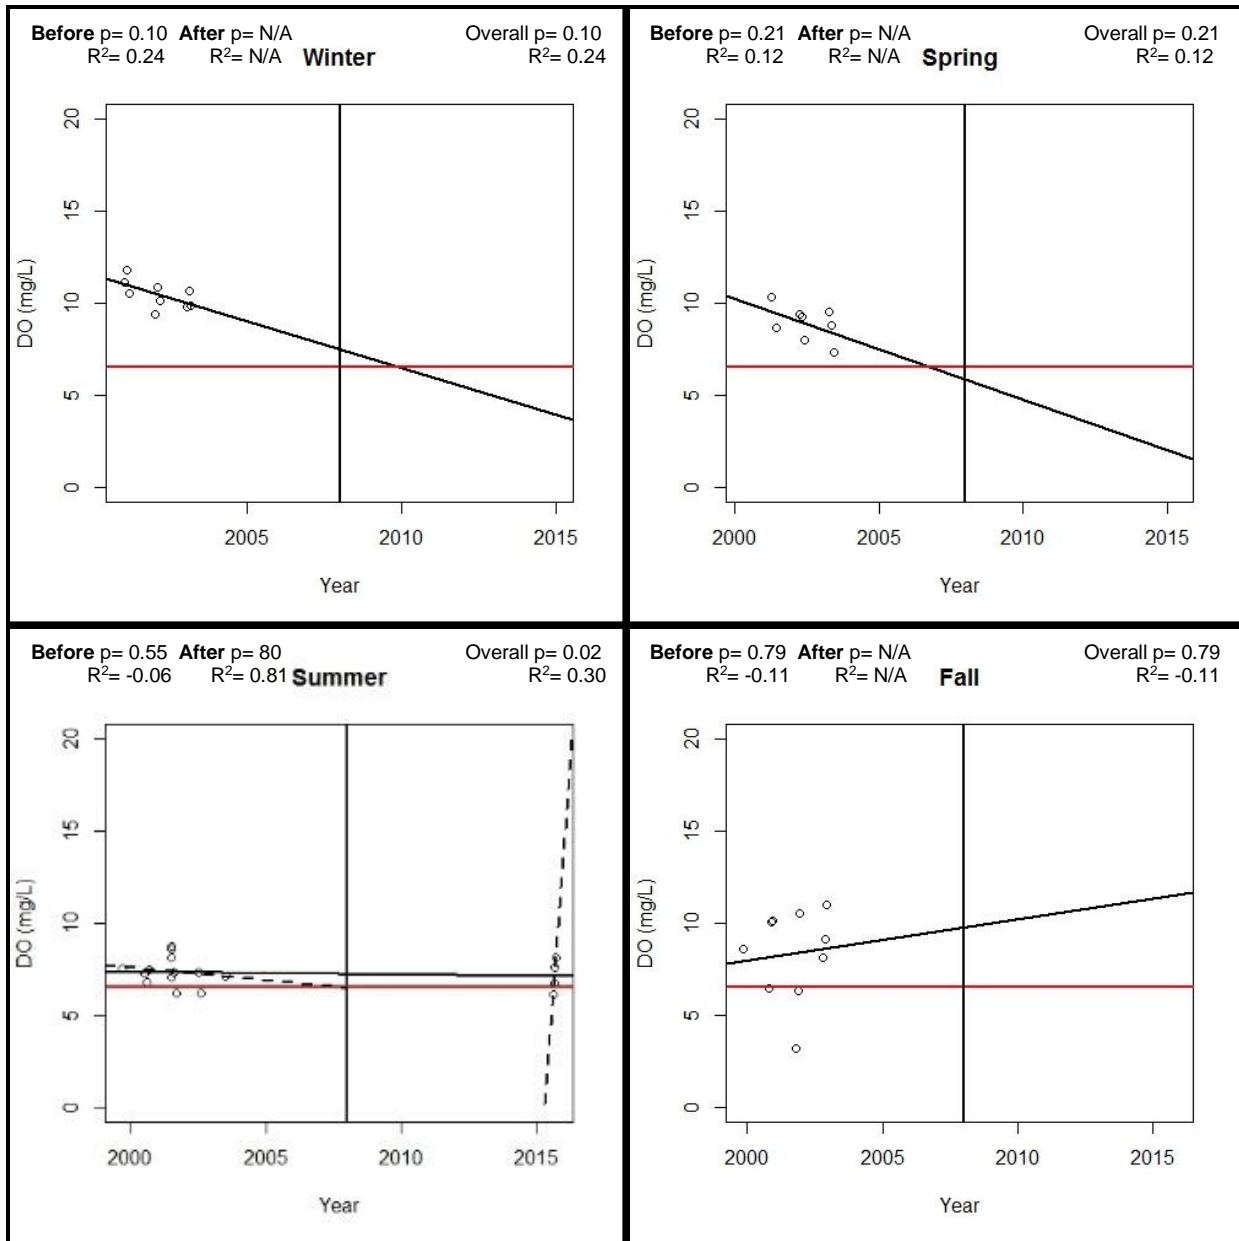 Before p= 0.10 After p= N/A Overall p= 0.10
R²= 0.24 R²= N/A Winter R²= 0.24
20
15
10
5
0
DO (mg/L)
2005 2010 2015
Year
Before p= 0.21 After p= N/A Overall p= 0.21
R²= 0.12 R²= N/A Spring R²= 0.12
20
15
10
5
0
DO (mg/L)
2000 2005 2010 2015
Year
Before p= 0.55 After p= 80 Overall p= 0.02
R²= -0.06 R²= 0.81 Summer R²= 0.30
20
15
10
5
0
DO (mg/L)
2000 2005 2010 2015
Year
Before p= 0.79 After p= N/A Overall p= 0.79
R²= -0.11 R²= N/A Fall R²= -0.11
20
15
10
5
0
DO (mg/L)
2000 2005 2010 2015
Year